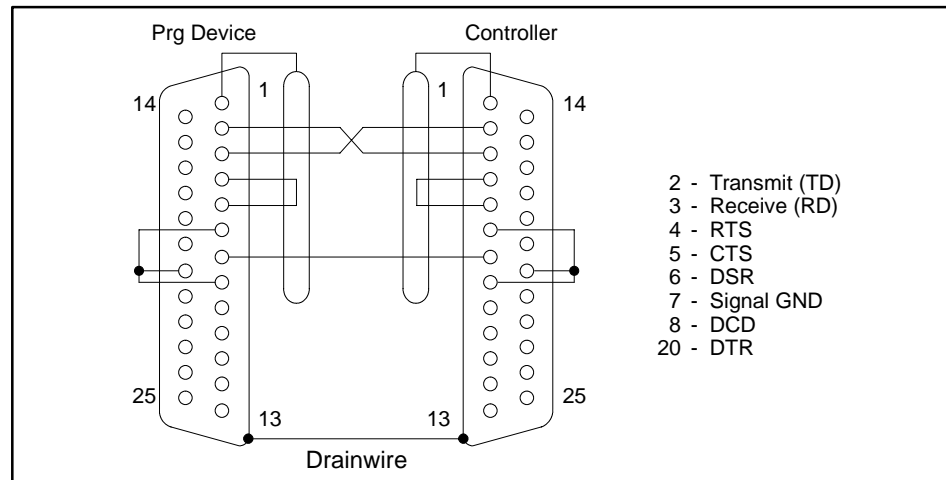 Prg Device
Controller
1
1
14
14
2 - Transmit (TD)
3 - Receive (RD)
4 - RTS
5 - CTS
6 - DSR
7 - Signal GND
8 - DCD
20 - DTR
25
25
13
13
Drainwire